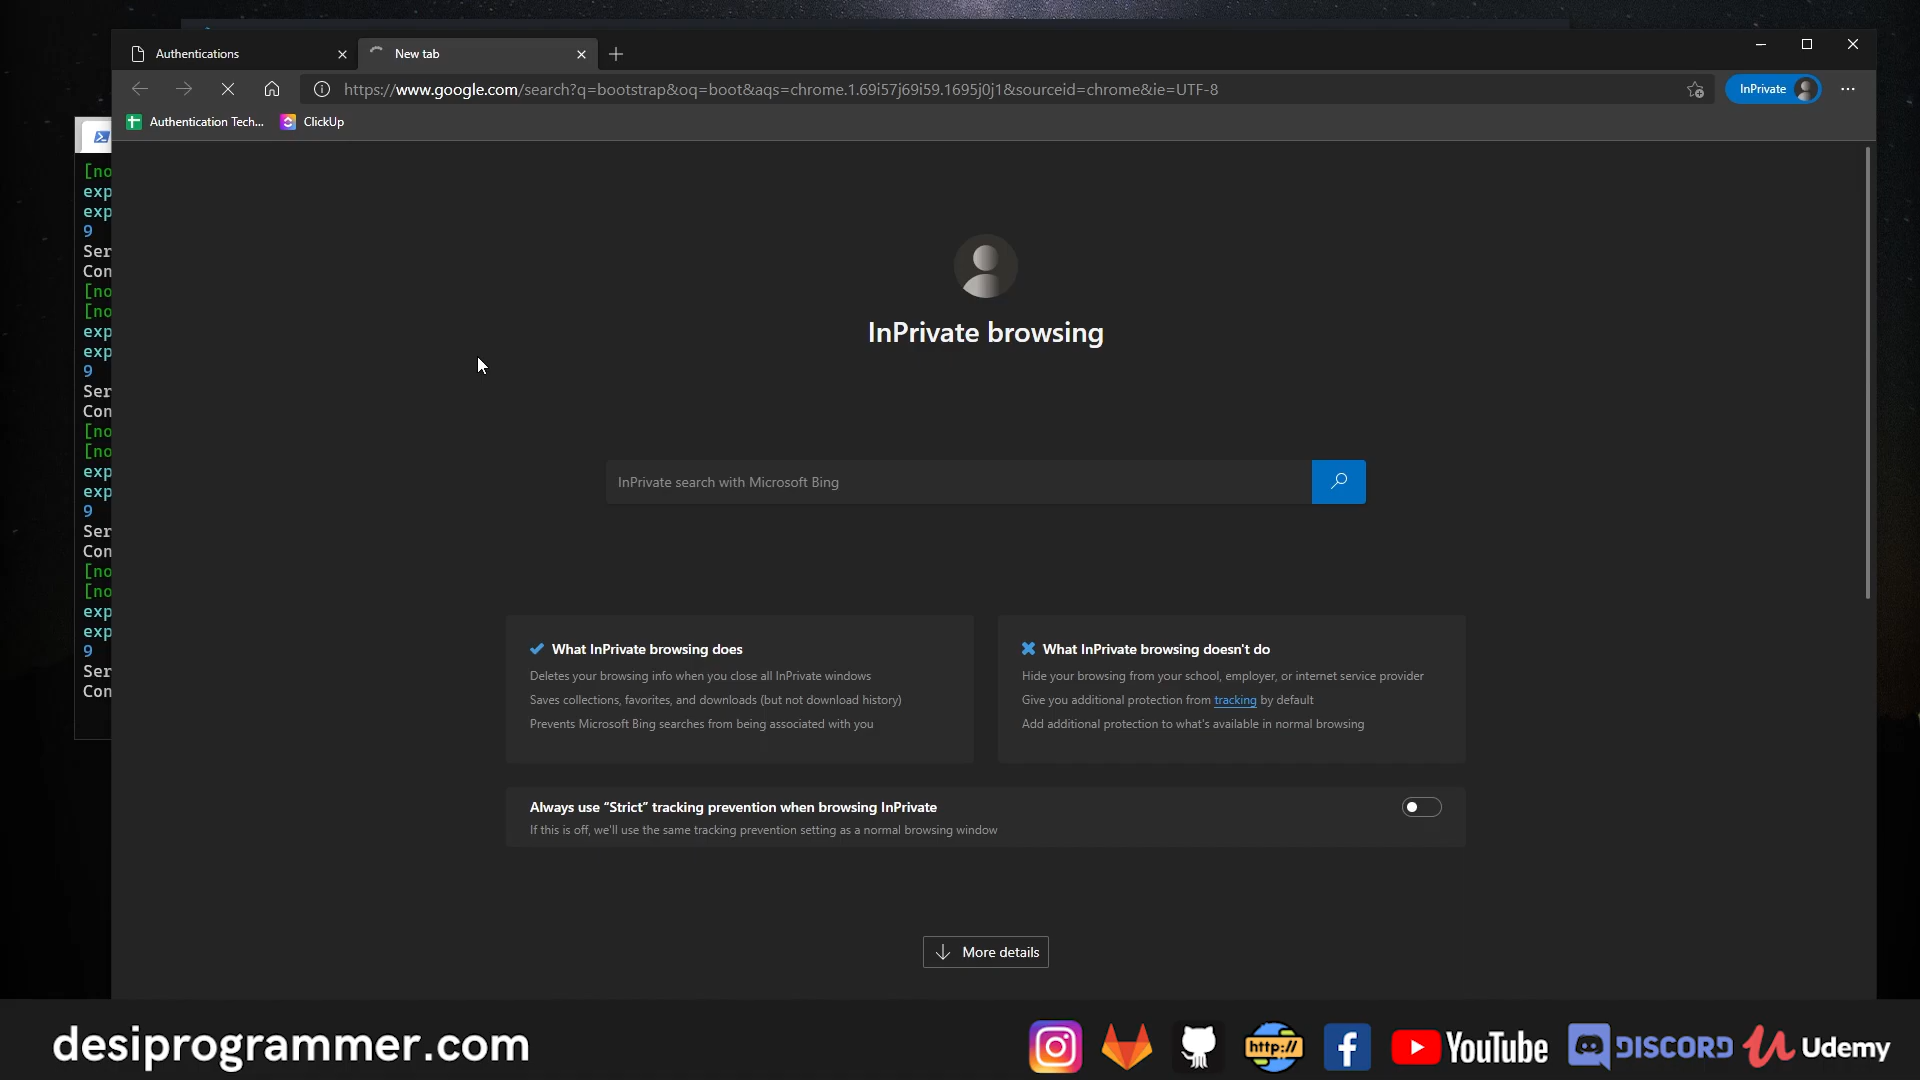 Authentications
New tab
https://www.google.com/search?q=bootstrap&oq=boot&aqs=chrome.1.69i57j69i59.1695j0j1&sourceid=chrome&ie=UTF-8
InPrivate
Authentication Tech...
ClickUp
[no
exp
exp
9
Ser
Con
[no
[no
exp
exp
9
Ser
Con
[no
[no
exp
exp
9
Ser
Con
[no
[no
exp
exp
9
Ser
Con
InPrivate browsing
InPrivate search with Microsoft Bing
What InPrivate browsing does
Deletes your browsing info when you close all InPrivate windows
Saves collections, favorites, and downloads (but not download history)
Prevents Microsoft Bing searches from being associated with you
What InPrivate browsing doesn't do
Hide your browsing from your school, employer, or internet service provider
Give you additional protection from tracking by default
Add additional protection to what's available in normal browsing
Always use “Strict” tracking prevention when browsing InPrivate
If this is off, we'll use the same tracking prevention setting as a normal browsing window
More details
desiprogrammer.com
http://
YouTube
DISCORD
Udemy